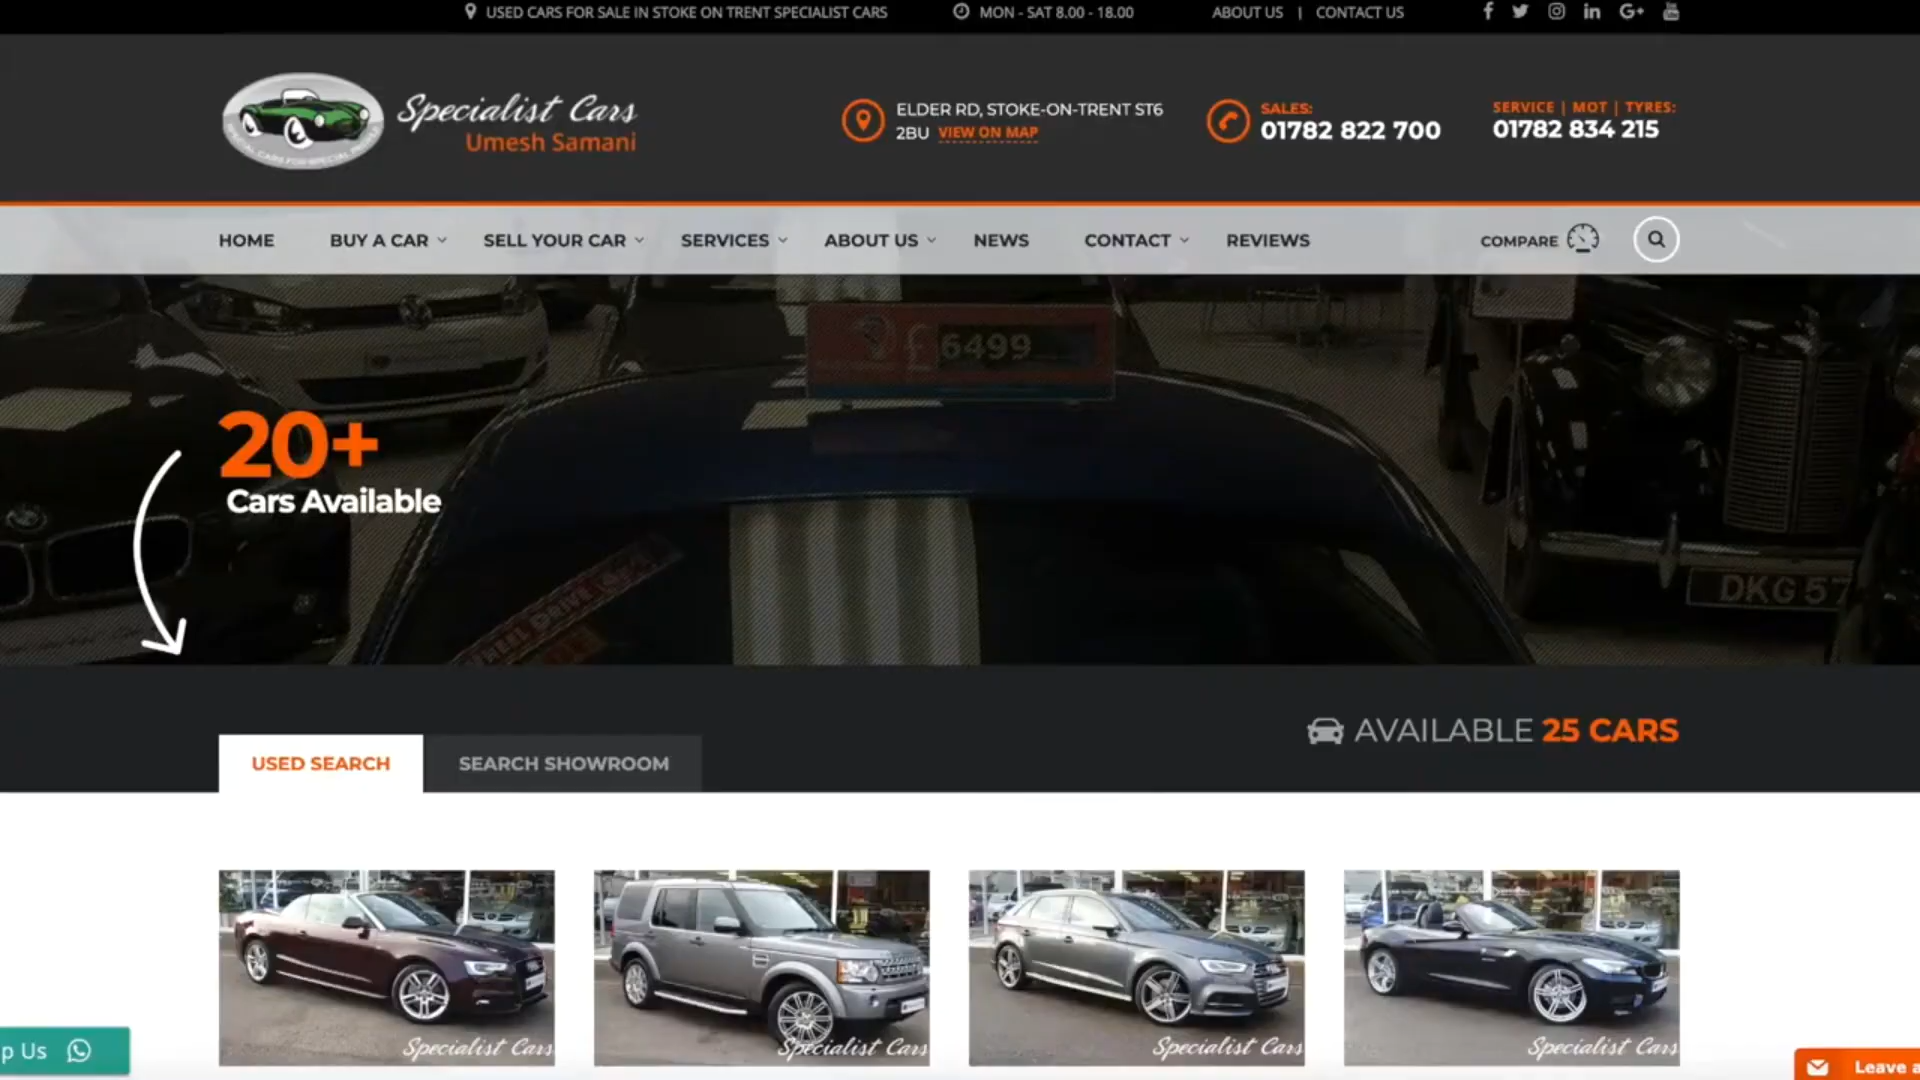 USED CARS FOR SALE IN STOKE ON TRENT SPECIALIST CARS
MON - SAT 8.00 - 18.00
ABOUT US | CONTACT US
Specialist Cars
Umesh Samani
ELDER RD, STOKE-ON-TRENT ST6
2BU VIEW ON MAP
SALES:
01782 822 700
SERVICE | MOT | TYRES:
01782 834 215
HOME
BUY A CAR
SELL YOUR CAR
SERVICES
ABOUT US
NEWS
CONTACT
REVIEWS
COMPARE
£6499
20+
Cars Available
WHEEL DRIVE
DKG 57
AVAILABLE 25 CARS
USED SEARCH
SEARCH SHOWROOM
Specialist Cars
Specialist Cars
Specialist Cars
Specialist Cars
p Us
Leave a